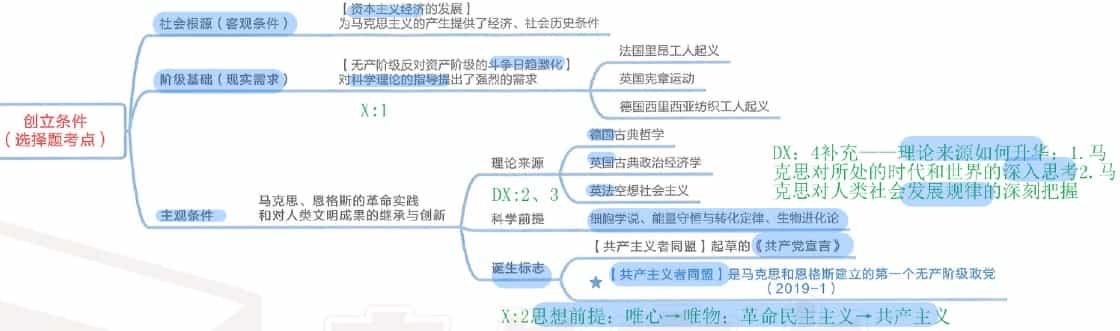 创立条件
（选择题考点）
社会根源（客观条件）
【资本主义经济的发展】
为马克思主义的产生提供了经济、社会历史条件
阶级基础（现实需求）
【无产阶级反对资产阶级的斗争日趋激化】
对科学理论的指导提出了强烈的需求
X:1
法国里昂工人起义
英国宪章运动
德国西里西亚纺织工人起义
主观条件
马克思、恩格斯的革命实践
和对人类文明成果的继承与创新
理论来源
DX:2、3
德国古典哲学
英国古典政治经济学
英法空想社会主义
DX：4补充——理论来源如何升华：1.马
克思对所处的时代和世界的深入思考2.马
克思对人类社会发展规律的深刻把握
科学前提
细胞学说、能量守恒与转化定律、生物进化论
诞生标志
【共产主义者同盟】起草的《共产党宣言》
【共产主义者同盟】是马克思和恩格斯建立的第一个无产阶级政党
（2019-1）
X:2思想前提：唯心→唯物；革命民主主义→共产主义